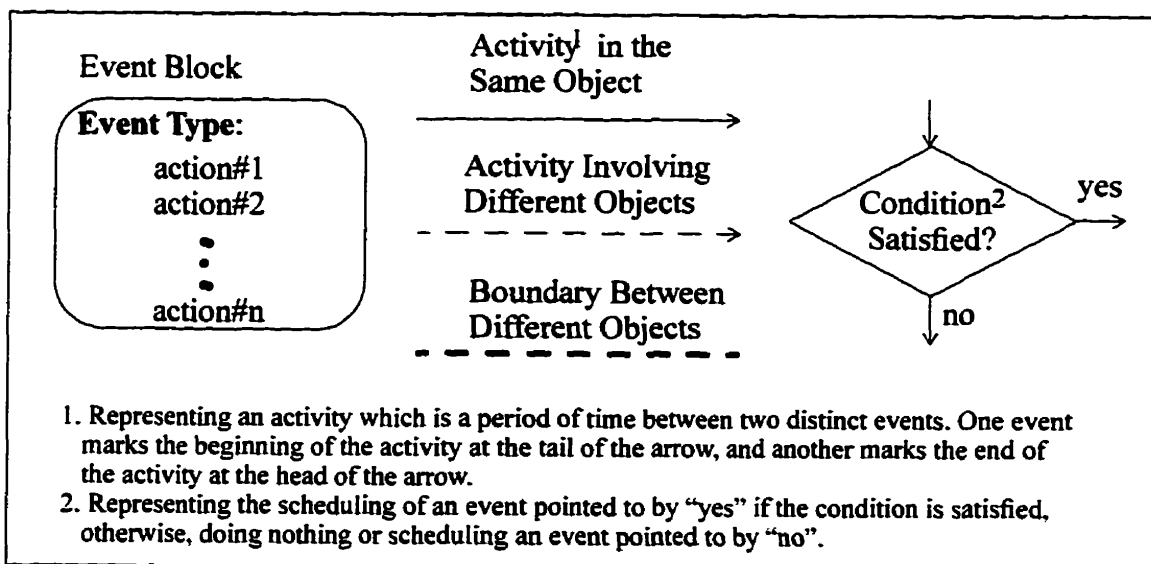 Event Block
Event Type:
action#1
action#2
action#n
Activity¹ in the
Same Object
Activity Involving
Different Objects
Boundary Between
Different Objects
Condition²
Satisfied?
yes
no
1. Representing an activity which is a period of time between two distinct events. One event
marks the beginning of the activity at the tail of the arrow, and another marks the end of
the activity at the head of the arrow.
2. Representing the scheduling of an event pointed to by “yes” if the condition is satisfied,
otherwise, doing nothing or scheduling an event pointed to by “no”.